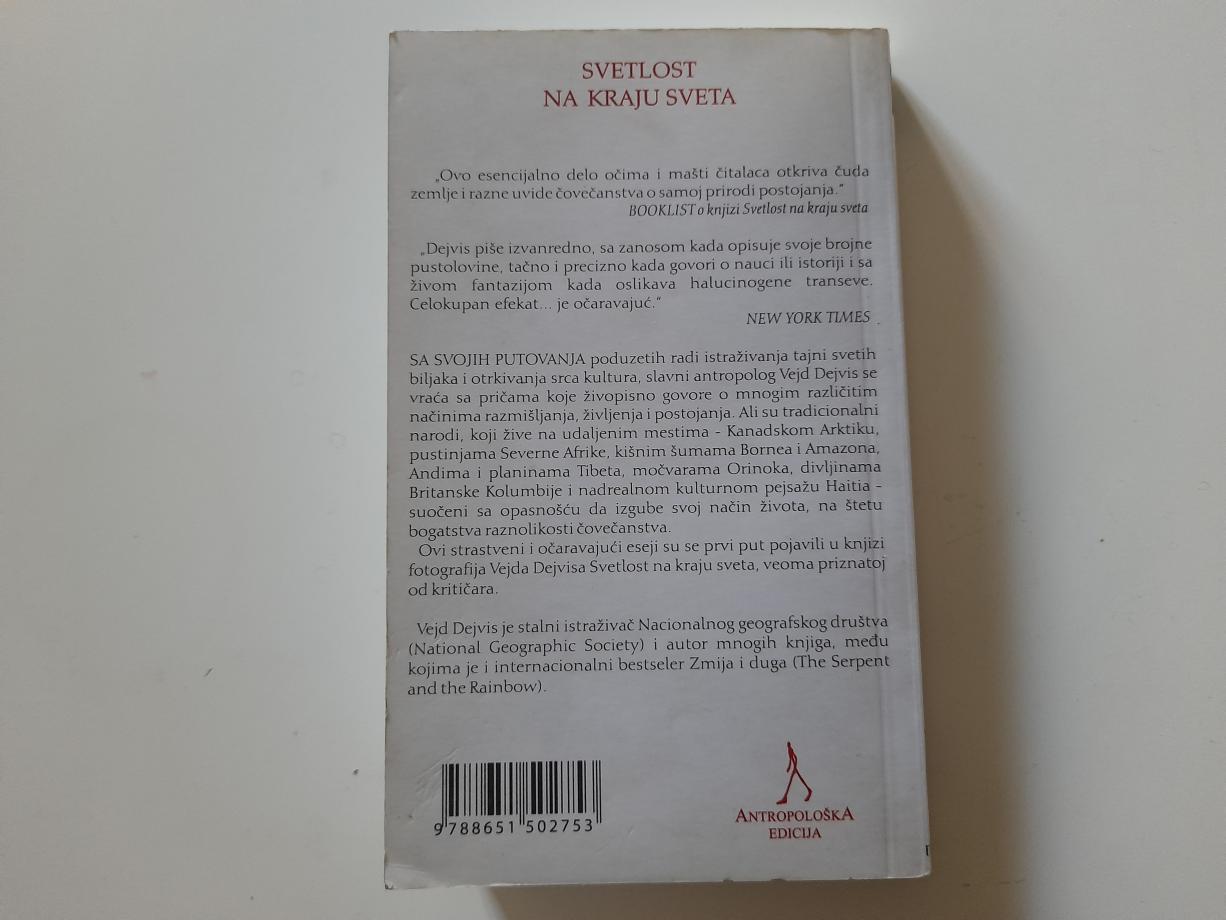 SVETLOST
NA KRAJU SVETA
„Ovo esencijalno delo očima i mašti čitalaca otkriva čuda
zemlje i razne uvide čovečanstva o samoj prirodi postojanja.“
BOOKLIST o knjizi Svetlost na kraju sveta
„Dejvis piše izvanredno, sa zanosom kada opisuje svoje brojne
pustolovine, tačno i precizno kada govori o nauci ili istoriji i sa
živom fantazijom kada oslikava halucinogene transeve.
Celokupan efekat... je očaravajuć.“
NEW YORK TIMES
SA SVOJIH PUTOVANJA poduzetih radi istraživanja tajni svetih
biljaka i otrkivanja srca kultura, slavni antropolog Vejd Dejvis se
vraća sa pričama koje živopisno govore o mnogim različitim
načinima razmišljanja, življenja i postojanja. Ali su tradicionalni
narodi, koji žive na udaljenim mestima - Kanadskom Arktiku,
pustinjama Severne Afrike, kišnim šumama Bornea i Amazona,
Andima i planinama Tibeta, močvarama Orinoka, divljinama
Britanske Kolumbije i nadrealnom kulturnom pejsažu Haitia -
suočeni sa opasnošću da izgube svoj način života, na štetu
bogatstva raznolikosti čovečanstva.
Ovi strastveni i očaravajući eseji su se prvi put pojavili u knjizi
fotografija Vejda Dejvisa Svetlost na kraju sveta, veoma priznatoj
od kritičara.
Vejd Dejvis je stalni istraživač Nacionalnog geografskog društva
(National Geographic Society) i autor mnogih knjiga, među
kojima je i internacionalni bestseler Zmija i duga (The Serpent
and the Rainbow).
9 788651 502753
ANTROPOLOŠKA
EDICIJA